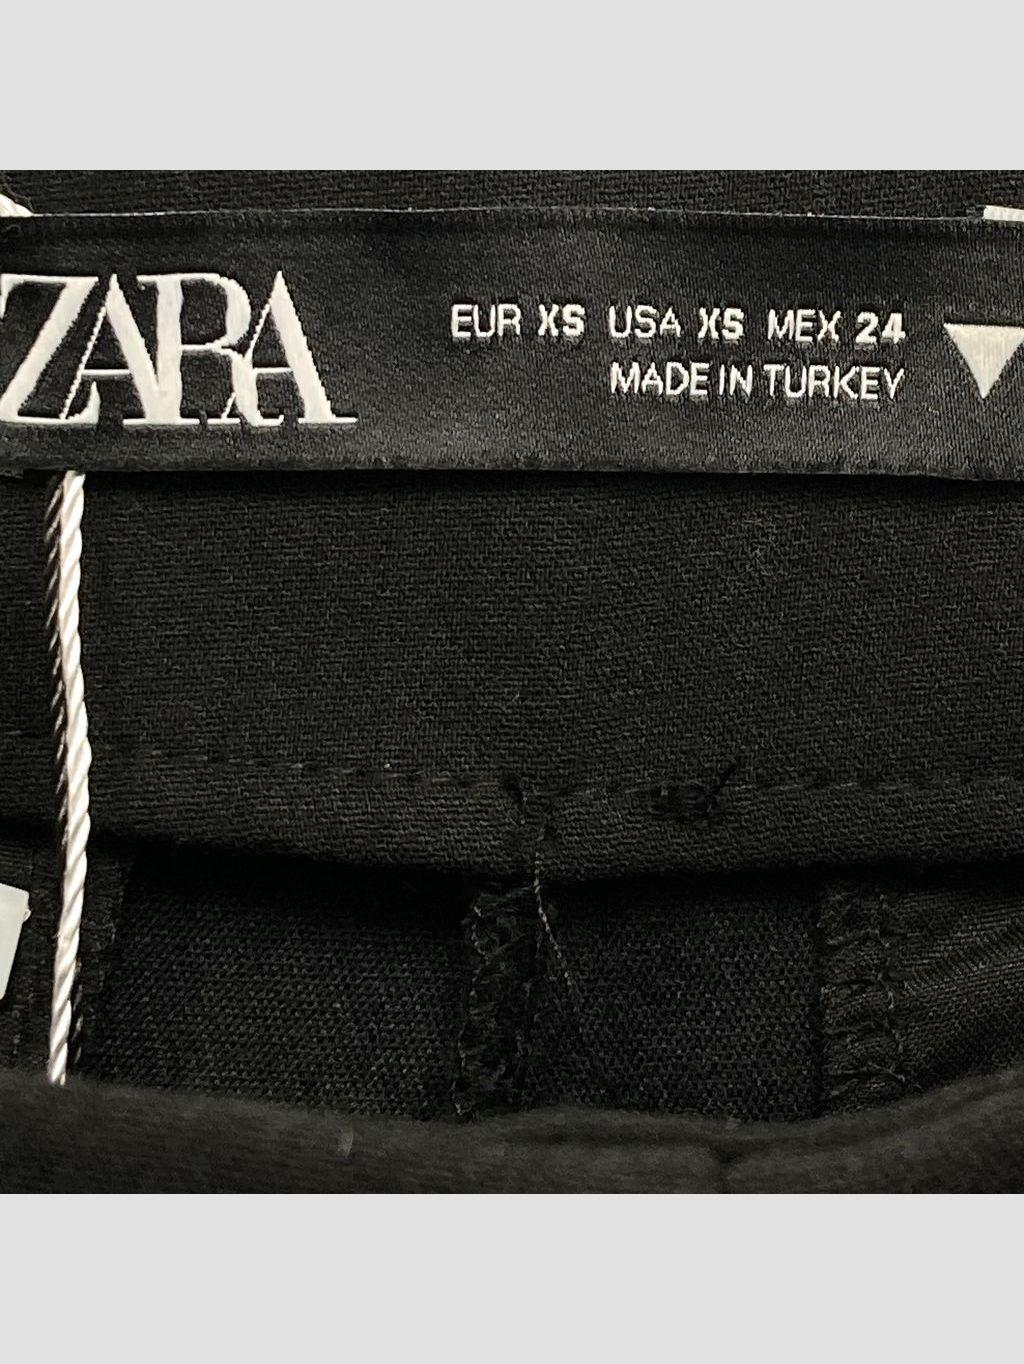 ZARA
EUR XS USA XS MEX 24
MADE IN TURKEY